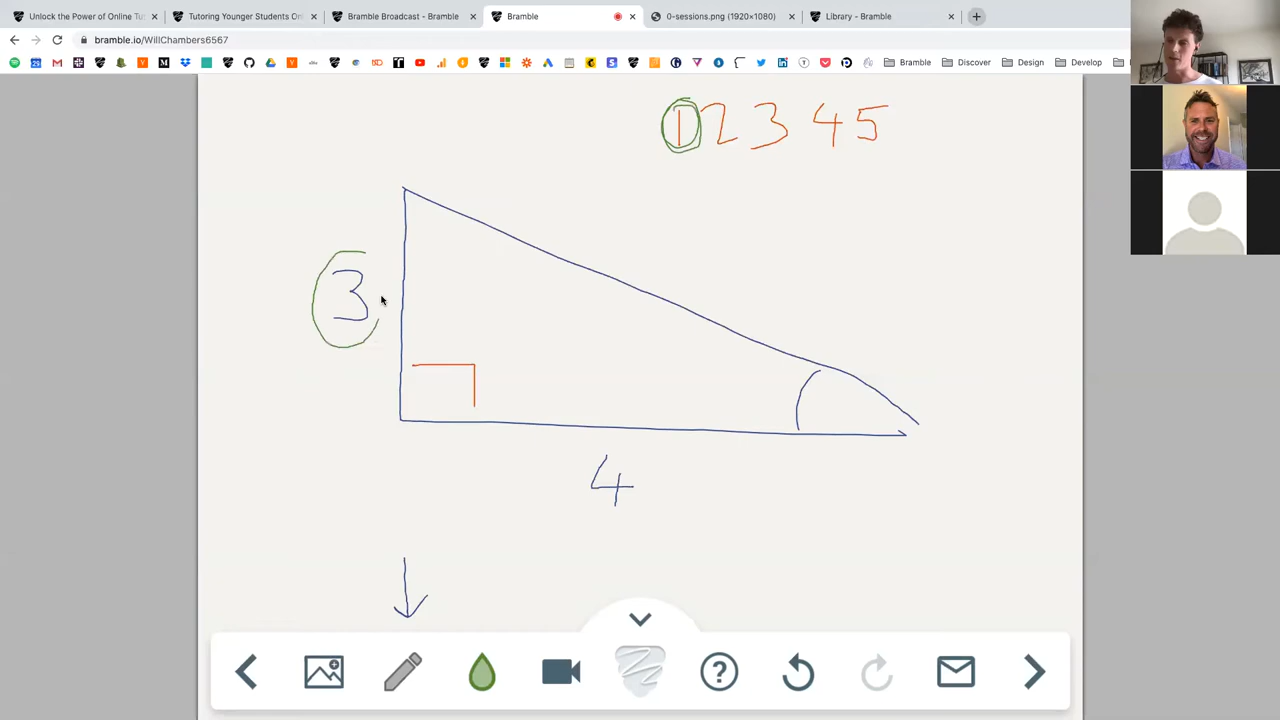 Unlock the Power of Online Tu
Tutoring Younger Students Onl
Bramble Broadcast - Bramble
Bramble
0-sessions.png (1920×1080)
Library - Bramble
bramble.io/WillChambers6567
Bramble
Discover
Design
Develop
1 2 3 4 5
3
4